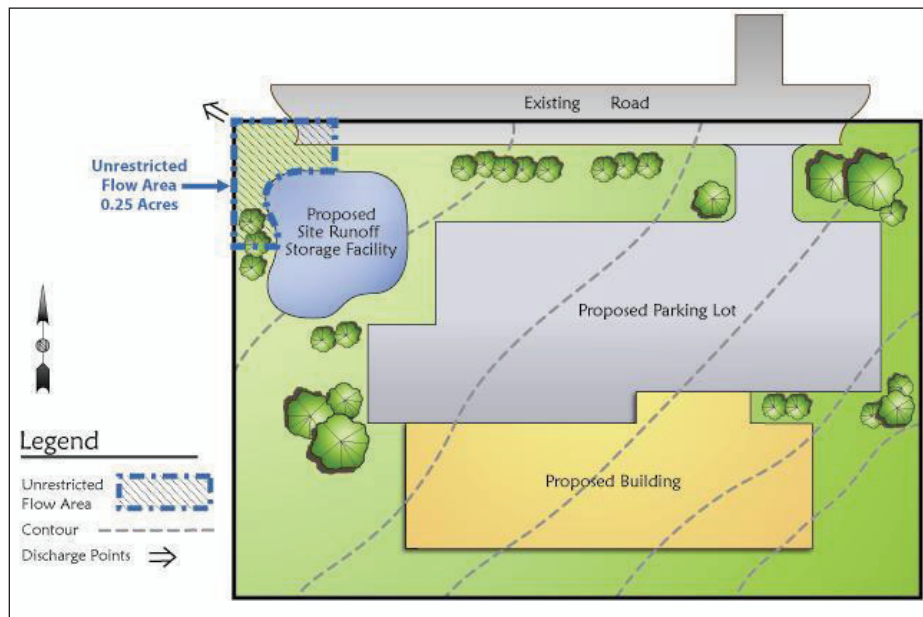 Existing Road
Unrestricted
Flow Area
0.25 Acres
Proposed
Site Runoff
Storage Facility
Proposed Parking Lot
Proposed Building
Legend
Unrestricted
Flow Area
Contour
Discharge Points